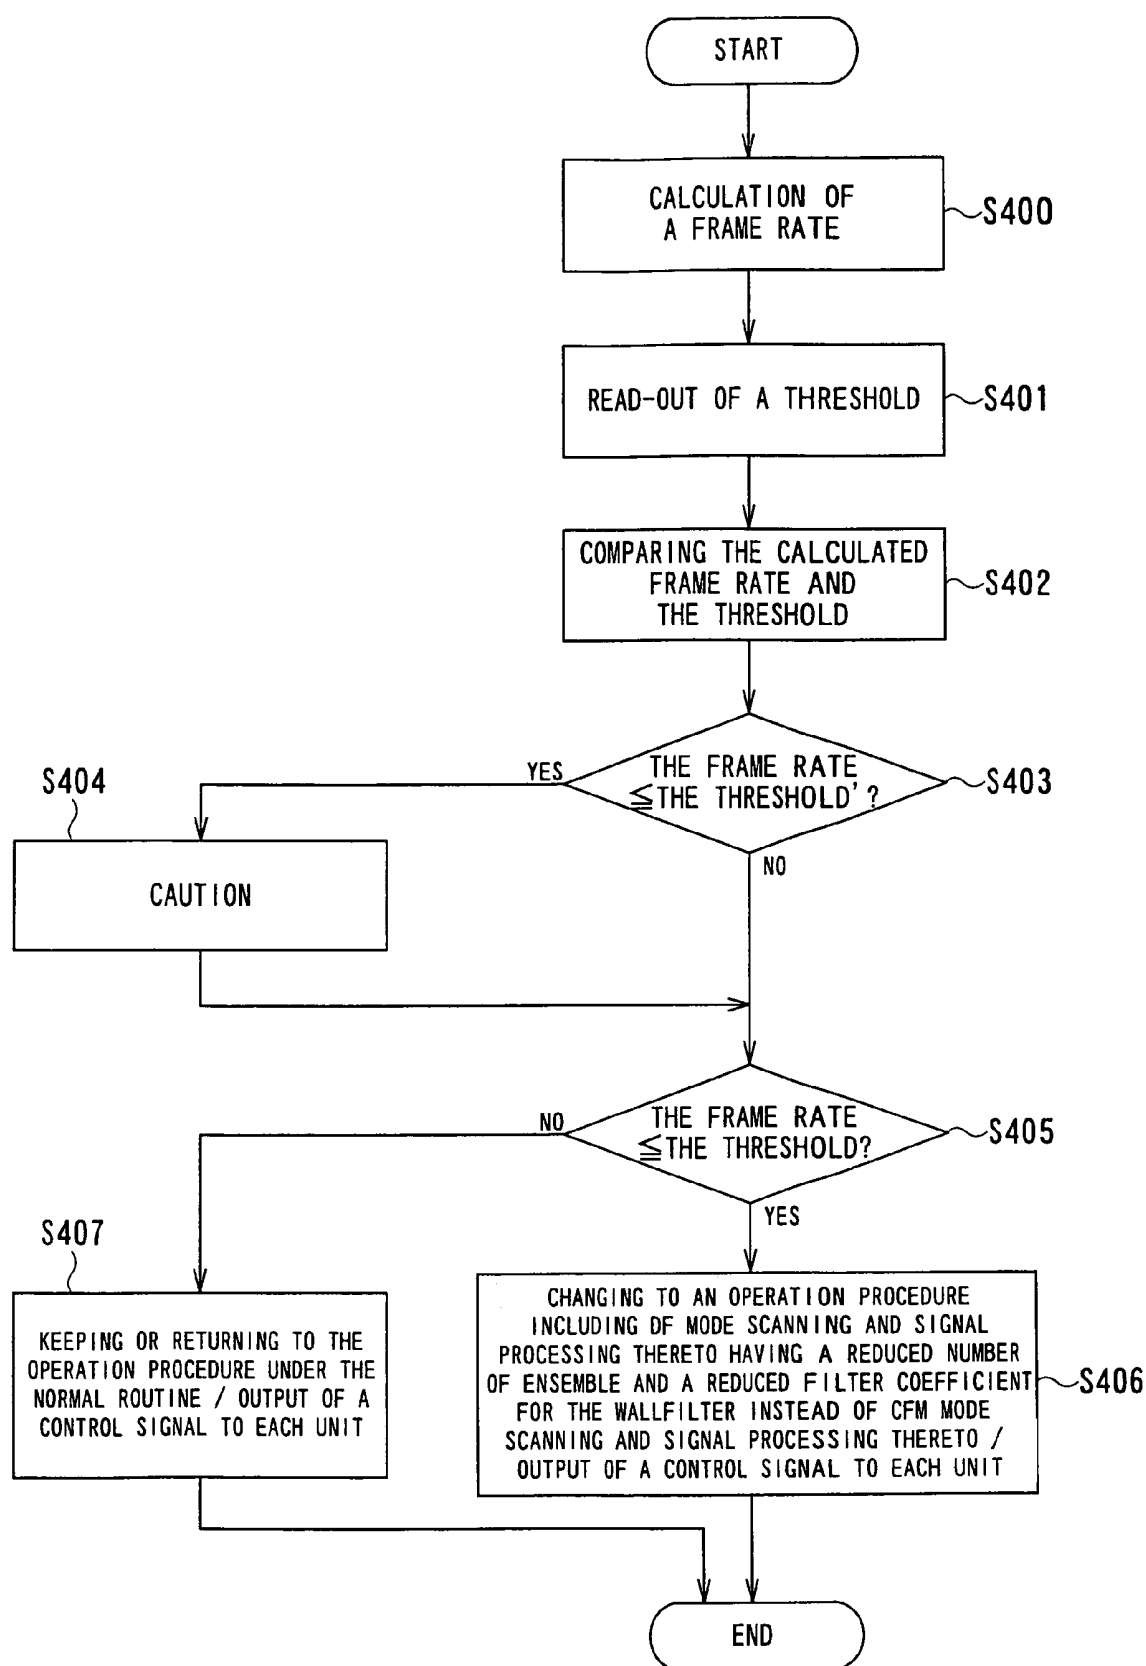 START
CALCULATION OF
A FRAME RATE
S400
READ-OUT OF A THRESHOLD
S401
COMPARING THE CALCULATED
FRAME RATE AND
THE THRESHOLD
S402
THE FRAME RATE
≦THE THRESHOLD'?
S403
YES
NO
S404
CAUTION
THE FRAME RATE
≦THE THRESHOLD?
S405
NO
YES
S407
KEEPING OR RETURNING TO THE
OPERATION PROCEDURE UNDER THE
NORMAL ROUTINE / OUTPUT OF A
CONTROL SIGNAL TO EACH UNIT
CHANGING TO AN OPERATION PROCEDURE
INCLUDING DF MODE SCANNING AND SIGNAL
PROCESSING THERETO HAVING A REDUCED NUMBER
OF ENSEMBLE AND A REDUCED FILTER COEFFICIENT
FOR THE WALLFILTER INSTEAD OF CFM MODE
SCANNING AND SIGNAL PROCESSING THERETO /
OUTPUT OF A CONTROL SIGNAL TO EACH UNIT
S406
END